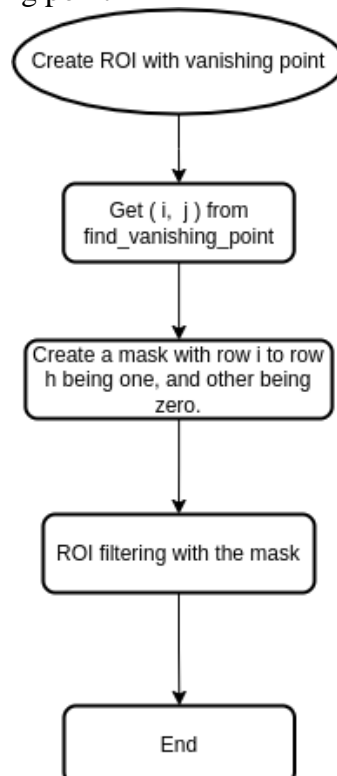 Create ROI with vanishing point
Get ( i, j ) from
find_vanishing_point
Create a mask with row i to row
h being one, and other being
zero.
ROI filtering with the mask
End